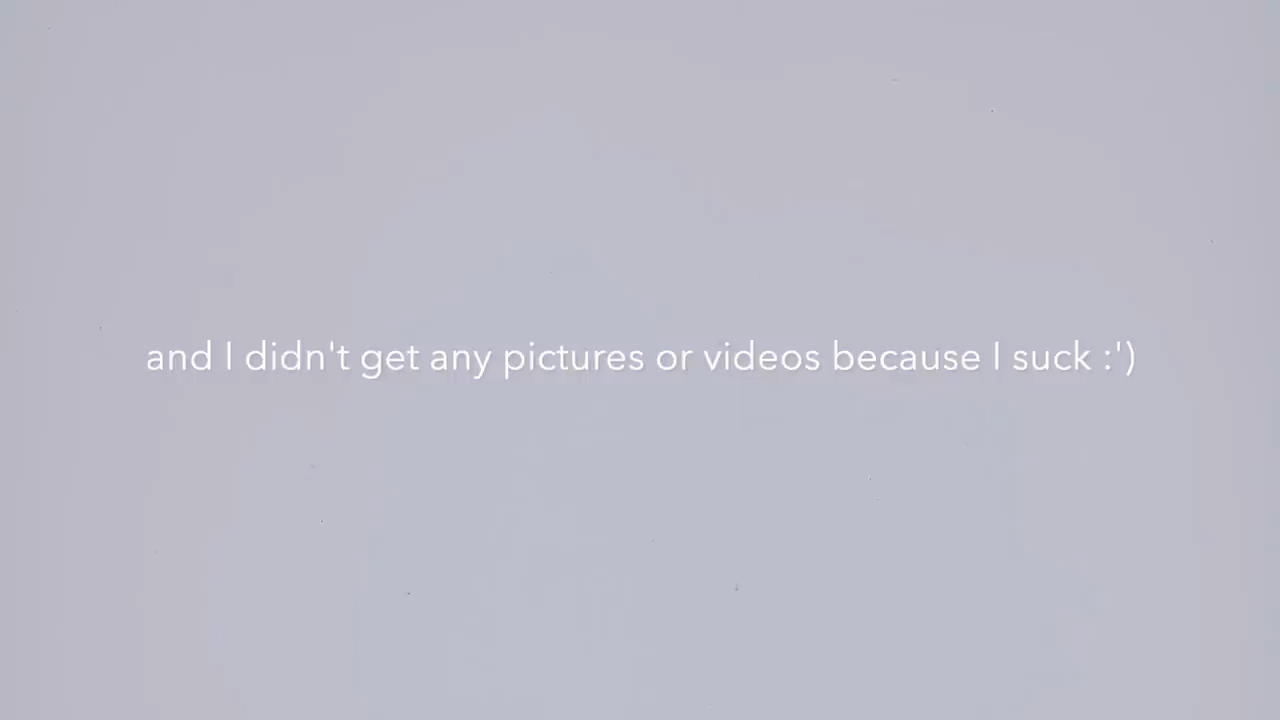 and I didn't get any pictures or videos because I suck :')